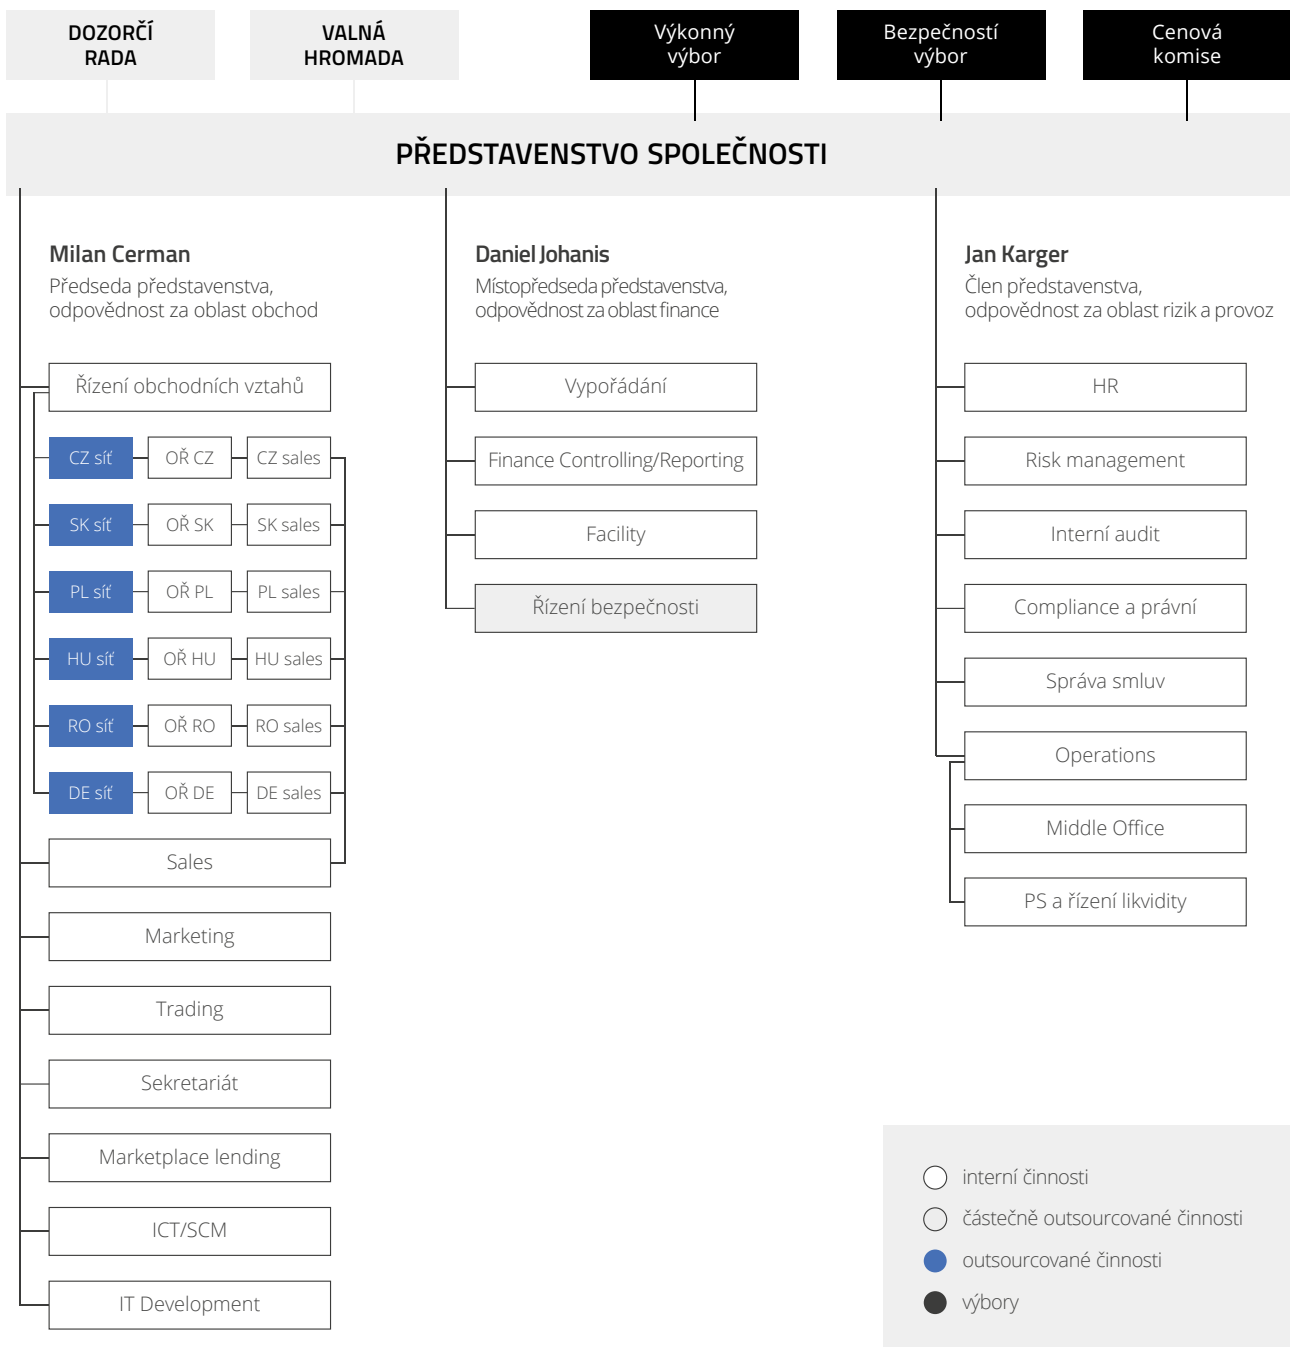 DOZORČÍ
RADA
VALNÁ
HROMADA
Výkonný
výbor
Bezpečností
výbor
Cenová
komise
PŘEDSTAVENSTVO SPOLEČNOSTI
Milan Cerman
Předseda představenstva,
odpovědnost za oblast obchod
Řízení obchodních vztahů
CZ síť
OŘ CZ
CZ sales
SK síť
OŘ SK
SK sales
PL síť
OŘ PL
PL sales
HU síť
OŘ HU
HU sales
RO síť
OŘ RO
RO sales
DE síť
OŘ DE
DE sales
Sales
Marketing
Trading
Sekretariát
Marketplace lending
ICT/SCM
IT Development
Daniel Johanis
Místopředseda představenstva,
odpovědnost za oblast finance
Vypořádání
Finance Controlling/Reporting
Facility
Řízení bezpečnosti
Jan Karger
Člen představenstva,
odpovědnost za oblast rizik a provoz
HR
Risk management
Interní audit
Compliance a právní
Správa smluv
Operations
Middle Office
PS a řízení likvidity
interní činnosti
částečně outsourcované činnosti
outsourcované činnosti
výbory